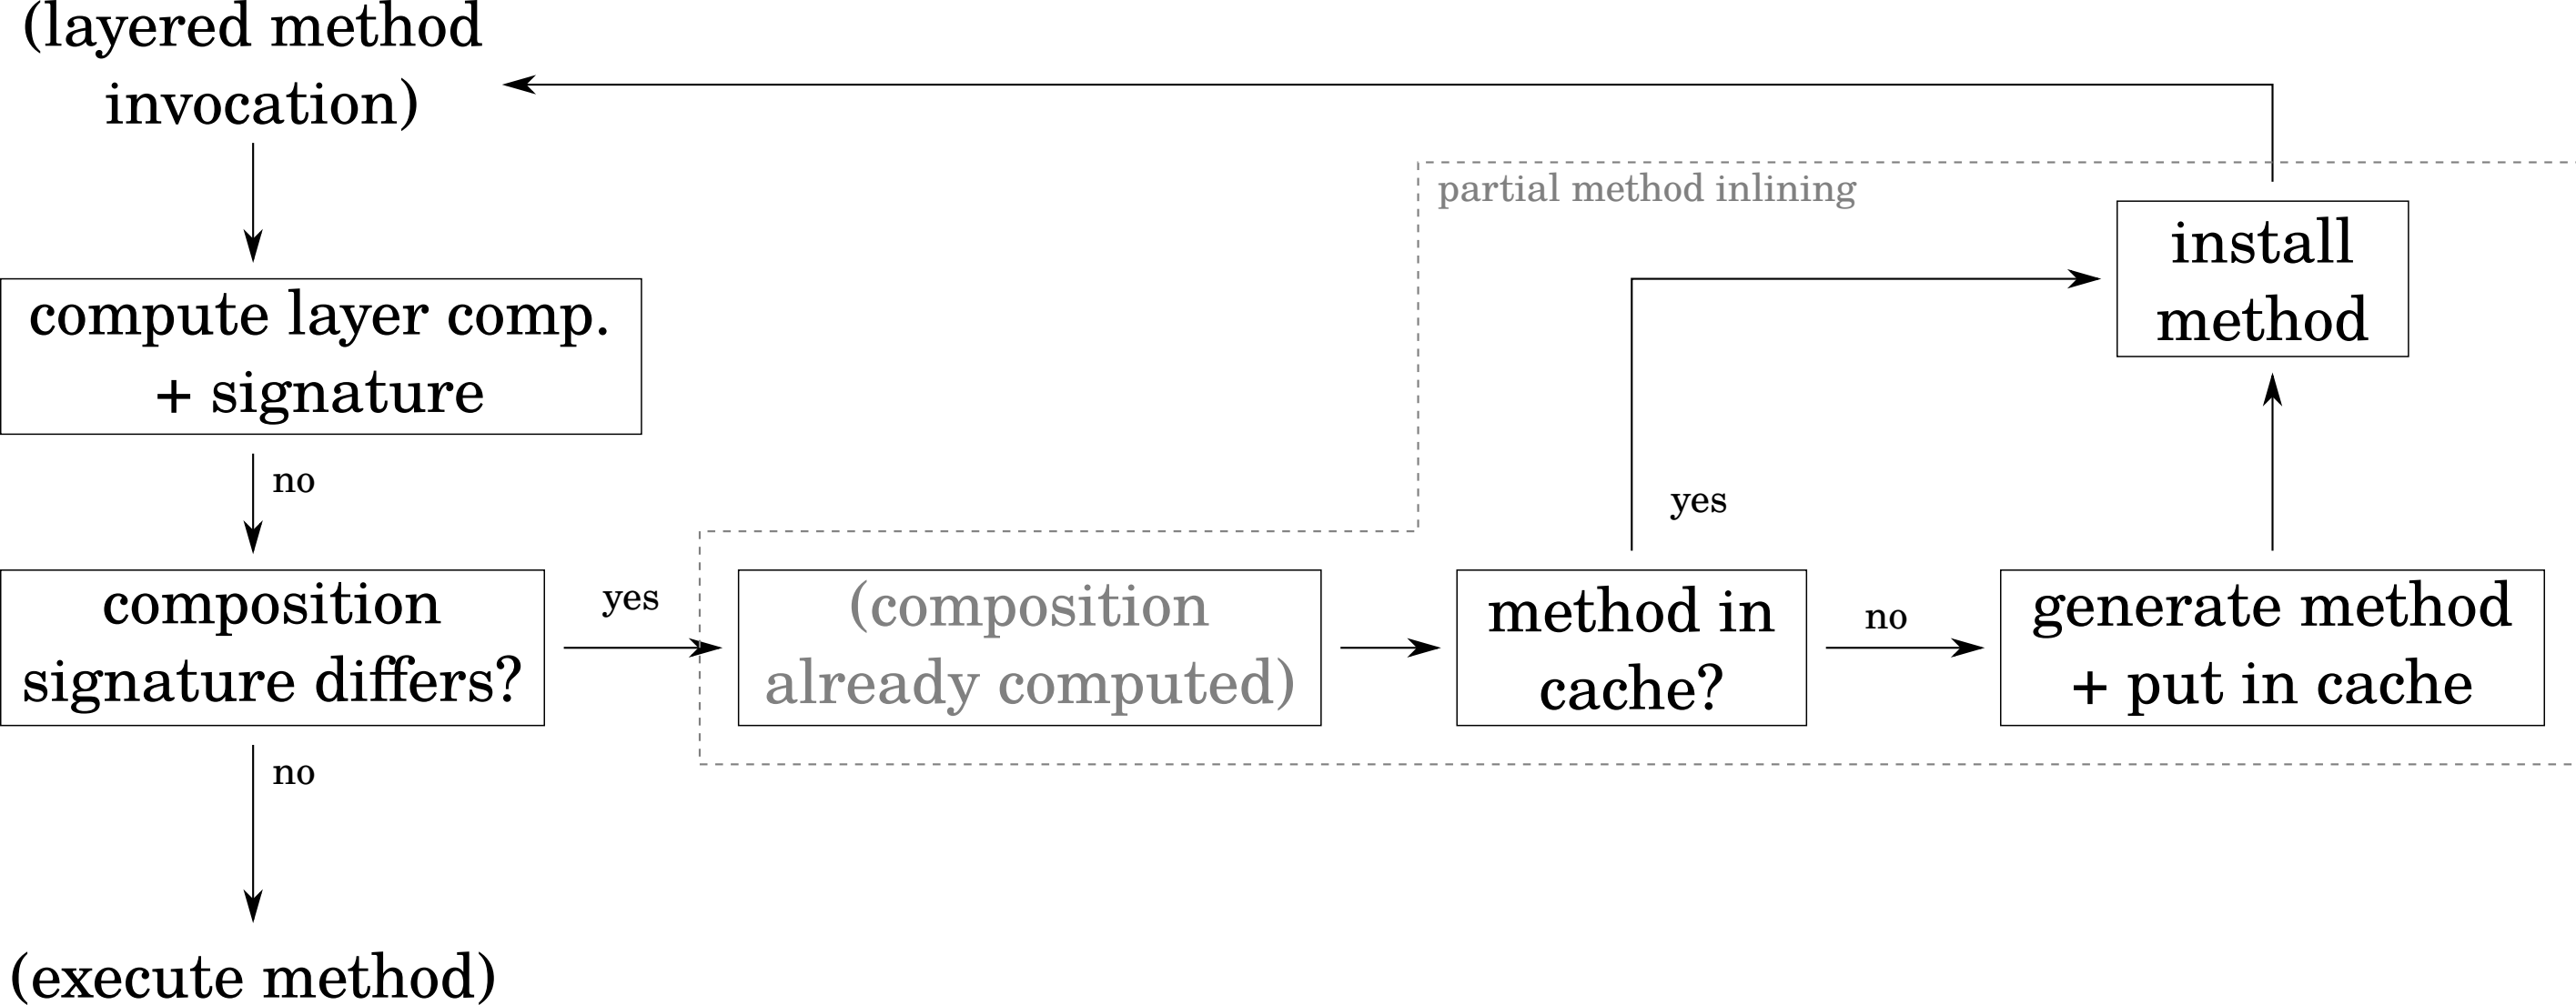 (layered method
invocation)
partial method inlining
install
method
compute layer comp.
+ signature
no
yes
composition
signature differs?
yes
(composition
already computed)
method in
cache?
no
generate method
+ put in cache
no
(execute method)